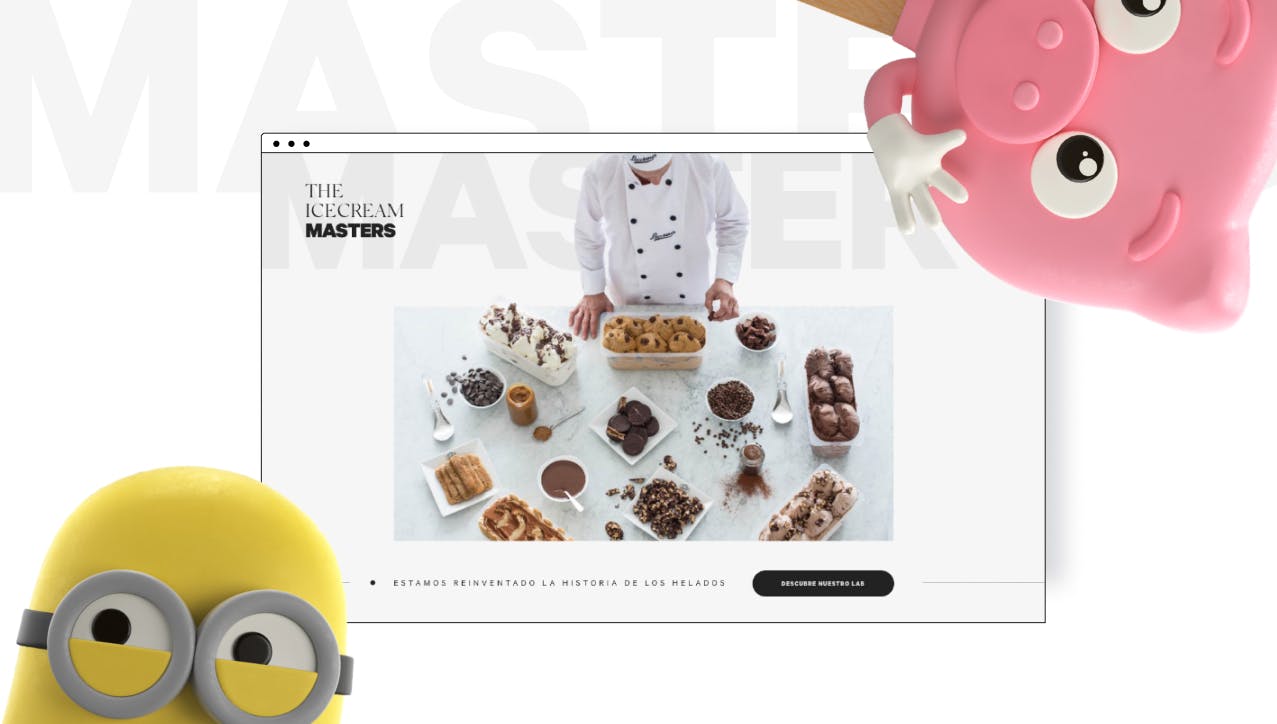 MASTER
THE
ICECREAM
MASTERS
MASTER
ESTAMOS REINVENTADO LA HISTORIA DE LOS HELADOS
DESCUBRE NUESTRO LAB